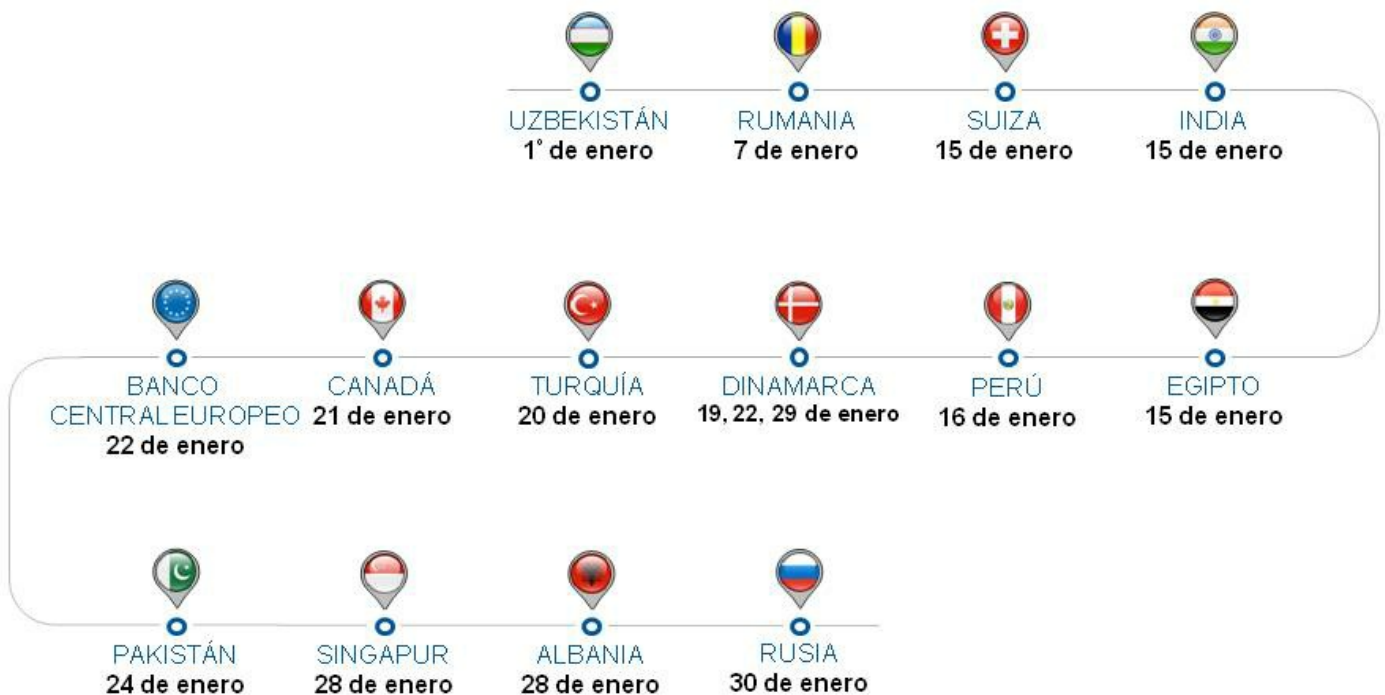 UZBEKISTÁN
1° de enero
RUMANIA
7 de enero
SUIZA
15 de enero
INDIA
15 de enero
BANCO
CENTRAL EUROPEO
22 de enero
CANADÁ
21 de enero
TURQUÍA
20 de enero
DINAMARCA
19, 22, 29 de enero
PERÚ
16 de enero
EGIPTO
15 de enero
PAKISTÁN
24 de enero
SINGAPUR
28 de enero
ALBANIA
28 de enero
RUSIA
30 de enero